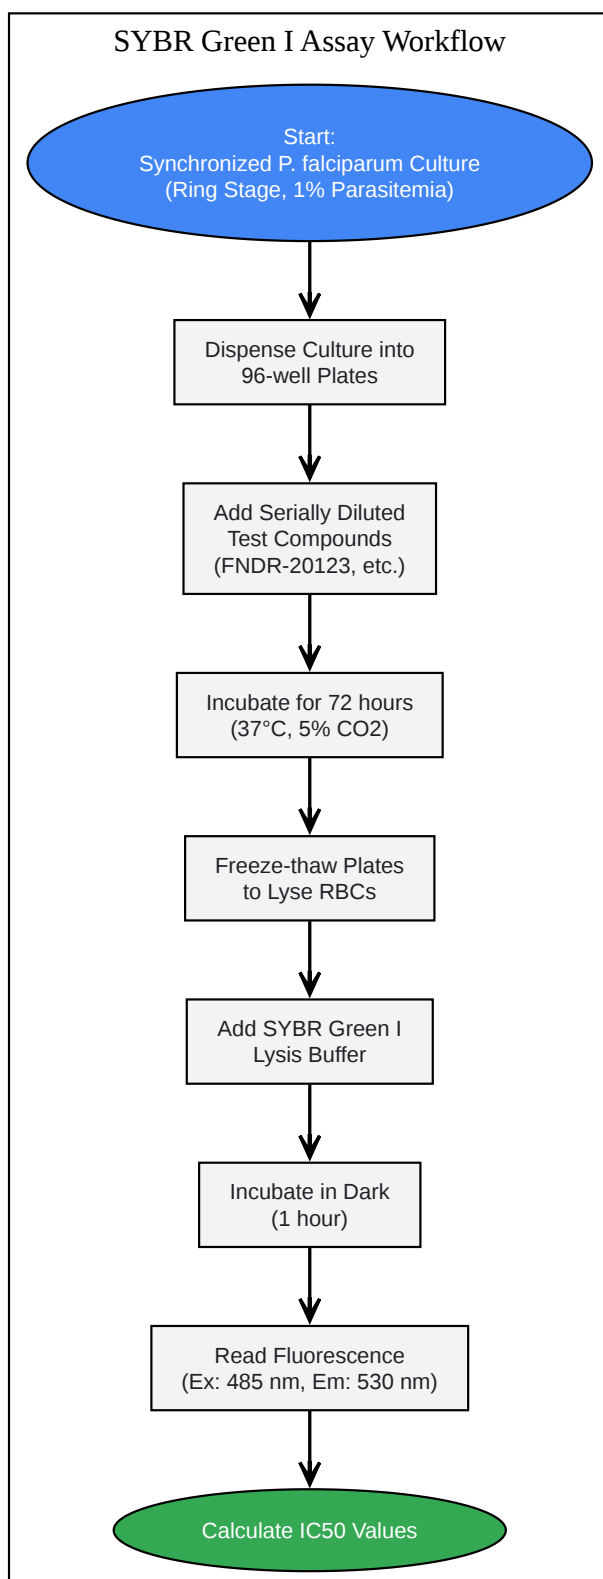 SYBR Green I Assay Workflow
Start:
Synchronized P. falciparum Culture
(Ring Stage, 1% Parasitemia)
Dispense Culture into
96-well Plates
Add Serially Diluted
Test Compounds
(FNDR-20123, etc.)
Incubate for 72 hours
(37°C, 5% CO2)
Freeze-thaw Plates
to Lyse RBCs
Add SYBR Green I
Lysis Buffer
Incubate in Dark
(1 hour)
Read Fluorescence
(Ex: 485 nm, Em: 530 nm)
Calculate IC50 Values